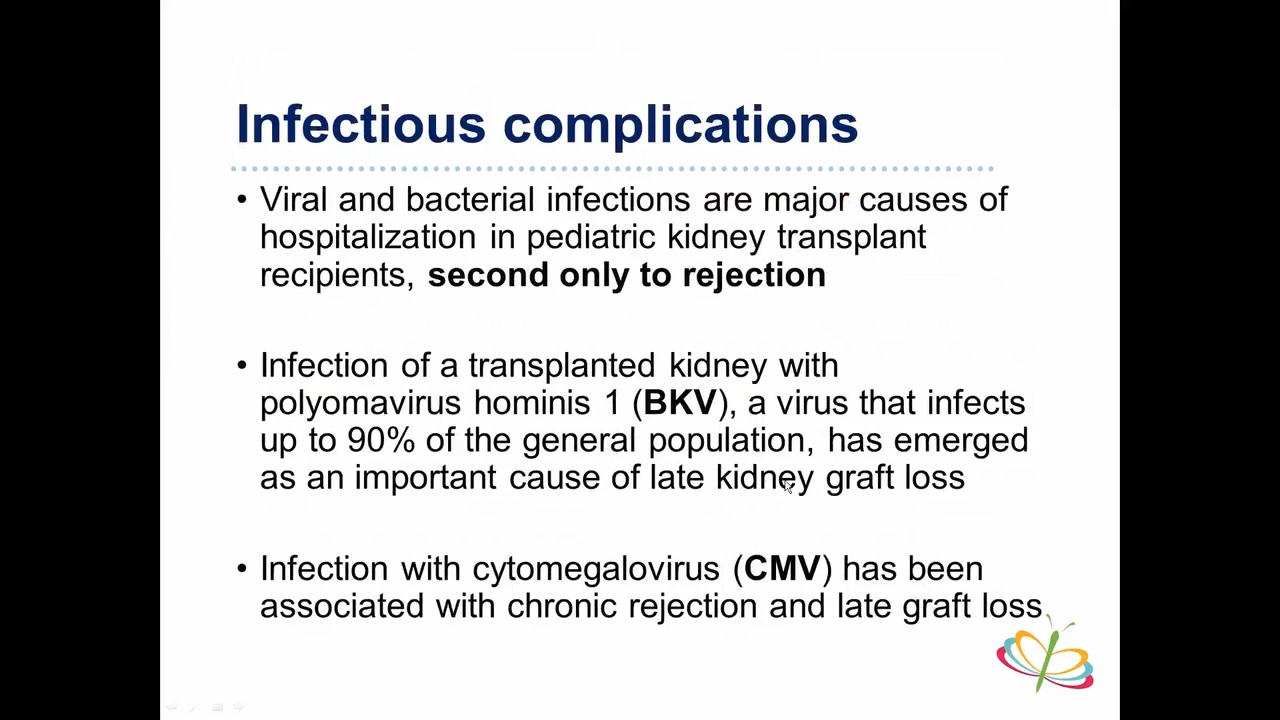 Infectious complications
• Viral and bacterial infections are major causes of
hospitalization in pediatric kidney transplant
recipients, second only to rejection
• Infection of a transplanted kidney with
polyomavirus hominis 1 (BKV), a virus that infects
up to 90% of the general population, has emerged
as an important cause of late kidney graft loss
• Infection with cytomegalovirus (CMV) has been
associated with chronic rejection and late graft loss